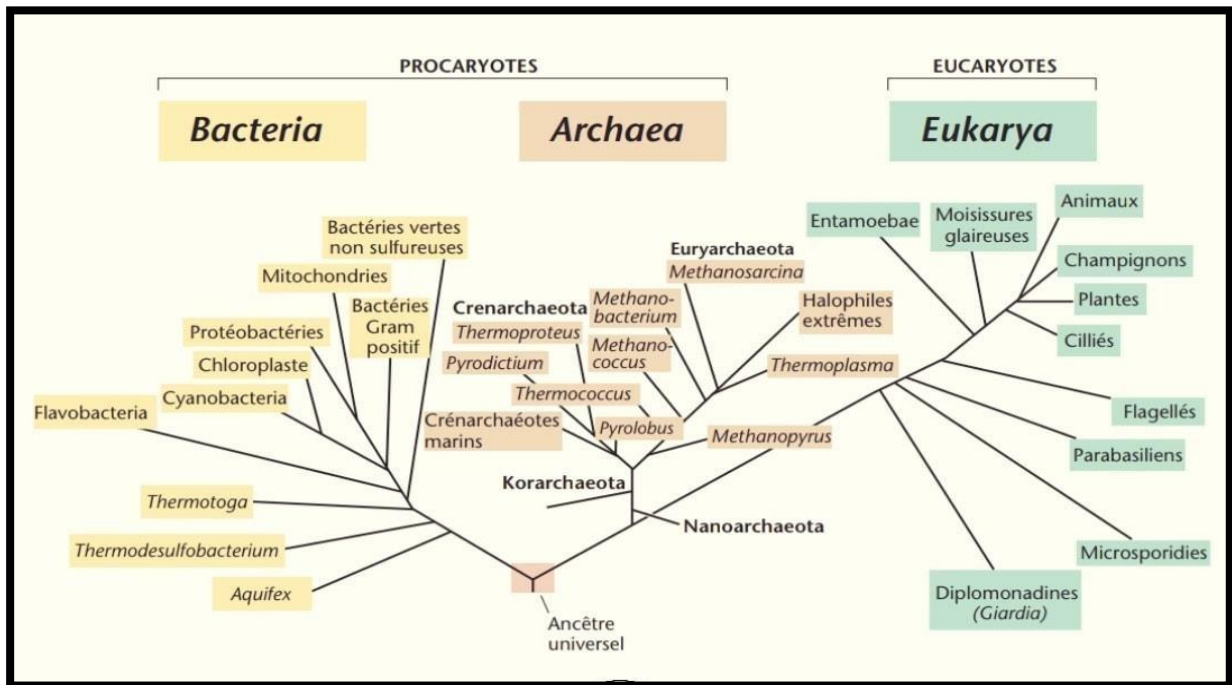 PROCARYOTES
EUCARYOTES
Bacteria
Archaea
Eukarya
Bactéries vertes
non sulfureuses
Mitochondries
Bactéries
Gram
positif
Protéobactéries
Chloroplaste
Cyanobacteria
Flavobacteria
Thermotoga
Thermodesulfobacterium
Aquifex
Euryarchaeota
Methanosarcina
Crenarchaeota
Thermoproteus
Methano-
bacterium
Halophiles
extrêmes
Pyrodictium
Methano-
coccus
Thermoplasma
Thermococcus
Crénarchaéotes
marins
Pyrolobus
Methanopyrus
Korarchaeota
Nanoarchaeota
Ancêtre
universel
Entamoebae
Moisissures
glaireuses
Animaux
Champignons
Plantes
Cilliés
Flagellés
Parabasiliens
Microsporidies
Diplomonadines
(Giardia)